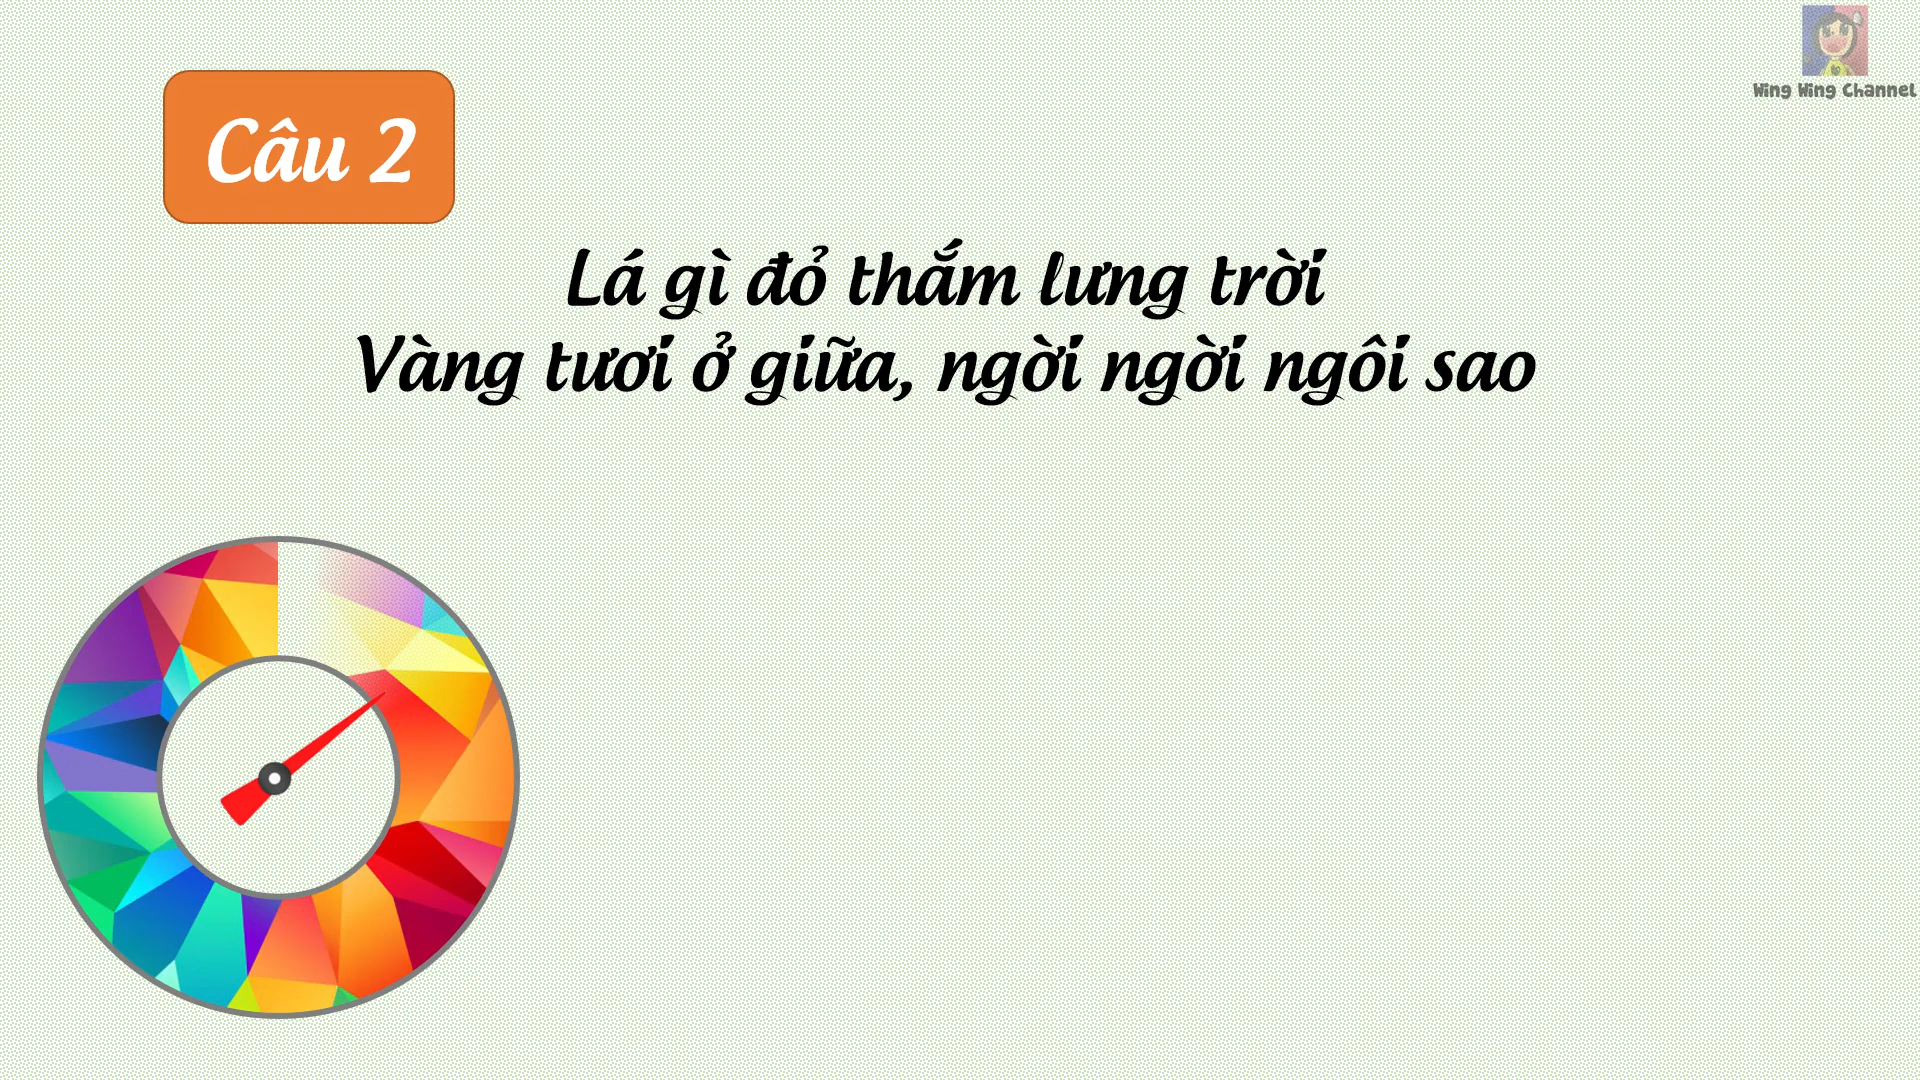 Wing Wing Channel
Câu 2
Lá gì đỏ thắm lưng trời
Vàng tươi ở giữa, ngời ngời ngôi sao